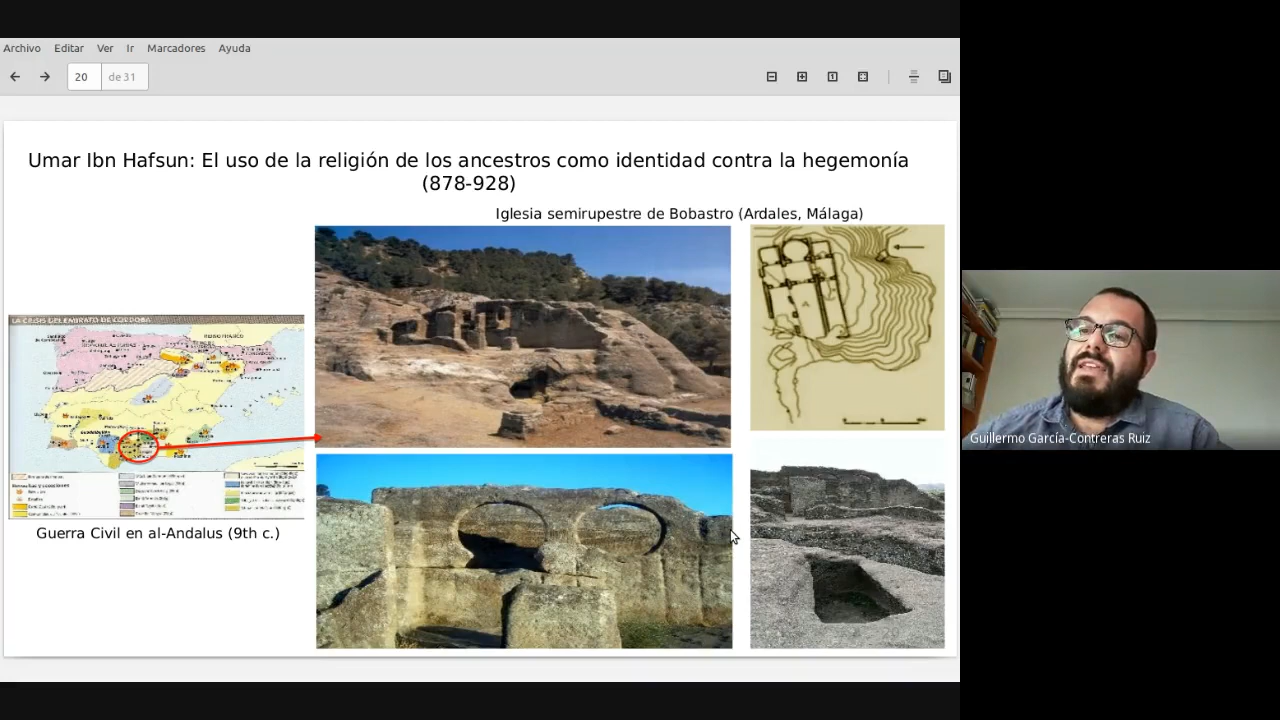 Archivo Editar Ver Ir Marcadores Ayuda
20 de 31
Umar Ibn Hafsun: El uso de la religión de los ancestros como identidad contra la hegemonía
(878-928)
Iglesia semirupestre de Bobastro (Ardales, Málaga)
LA CRISIS DEL EMIRATO DE CÓRDOBA
Guerra Civil en al-Andalus (9th c.)
Guillermo García-Contreras Ruiz